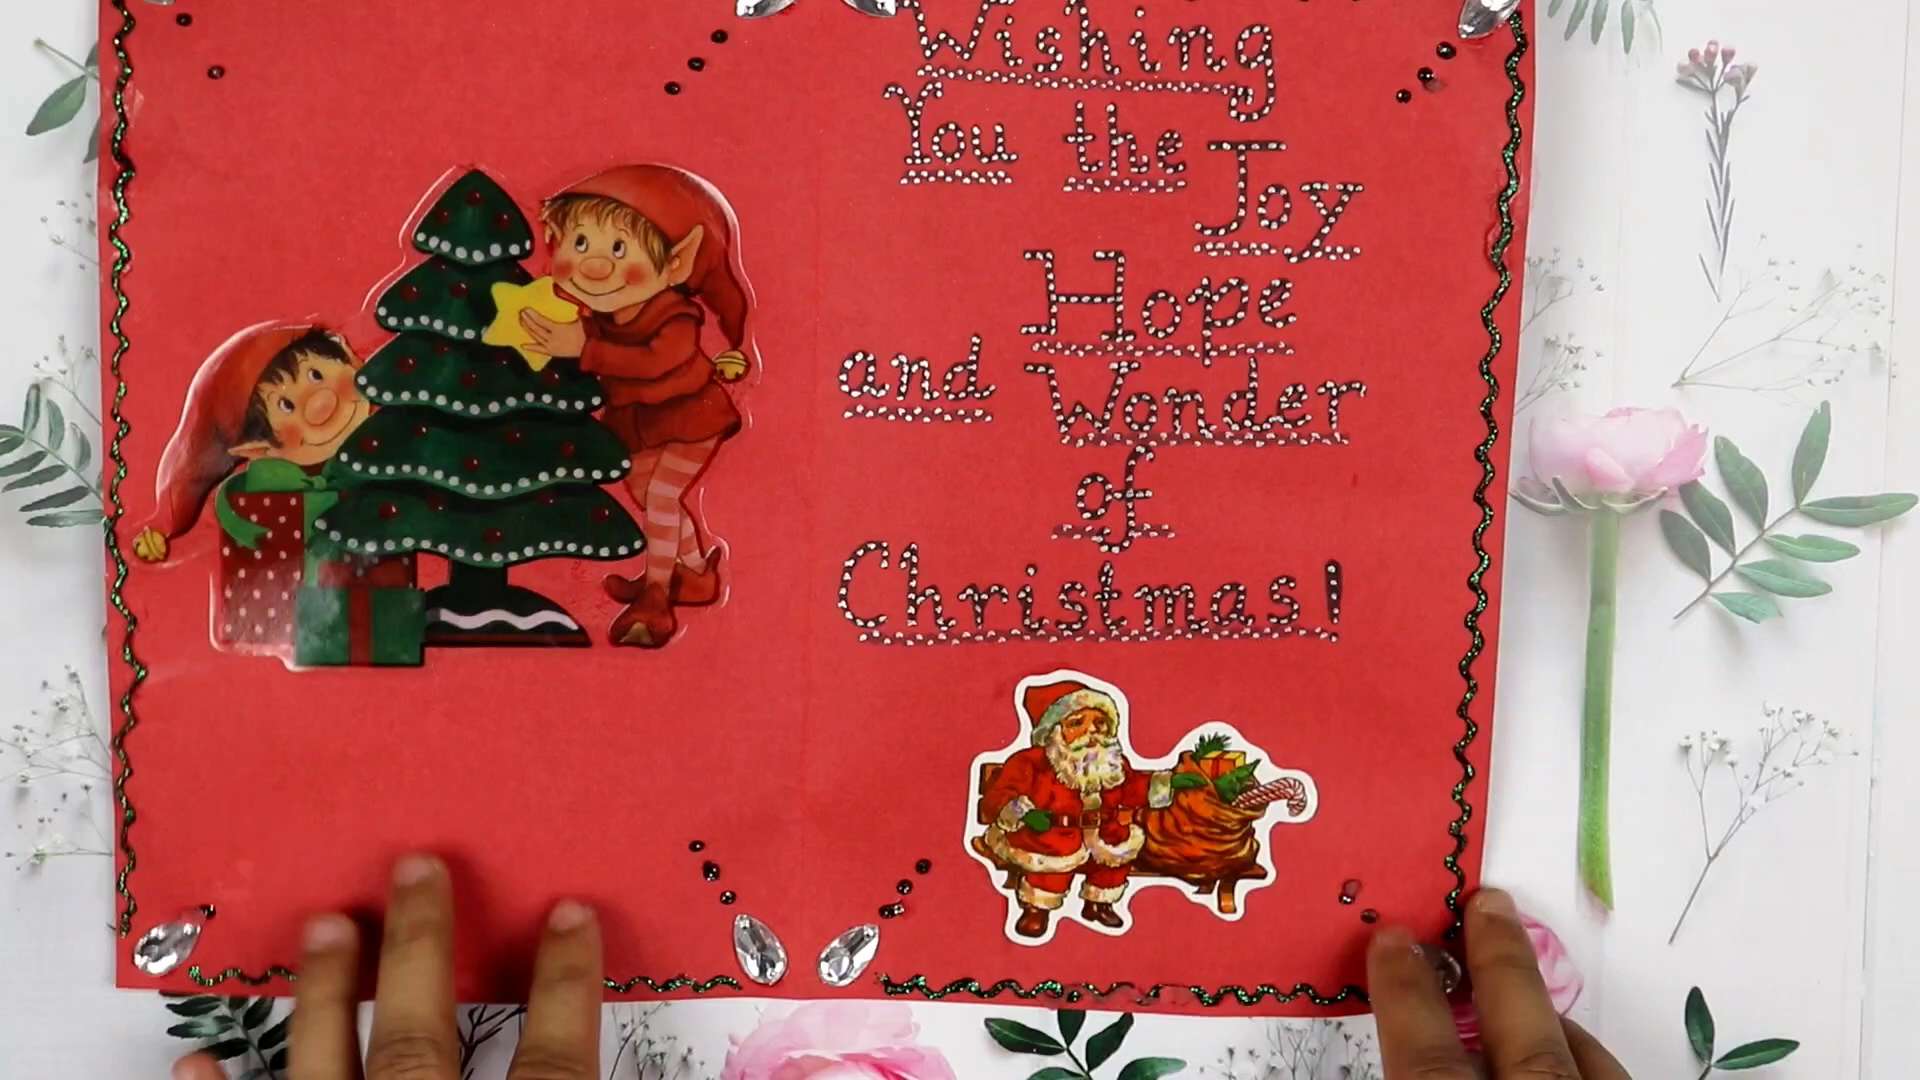 Wishing
You the
Joy
Hope
and Wonder
of
Christmas!